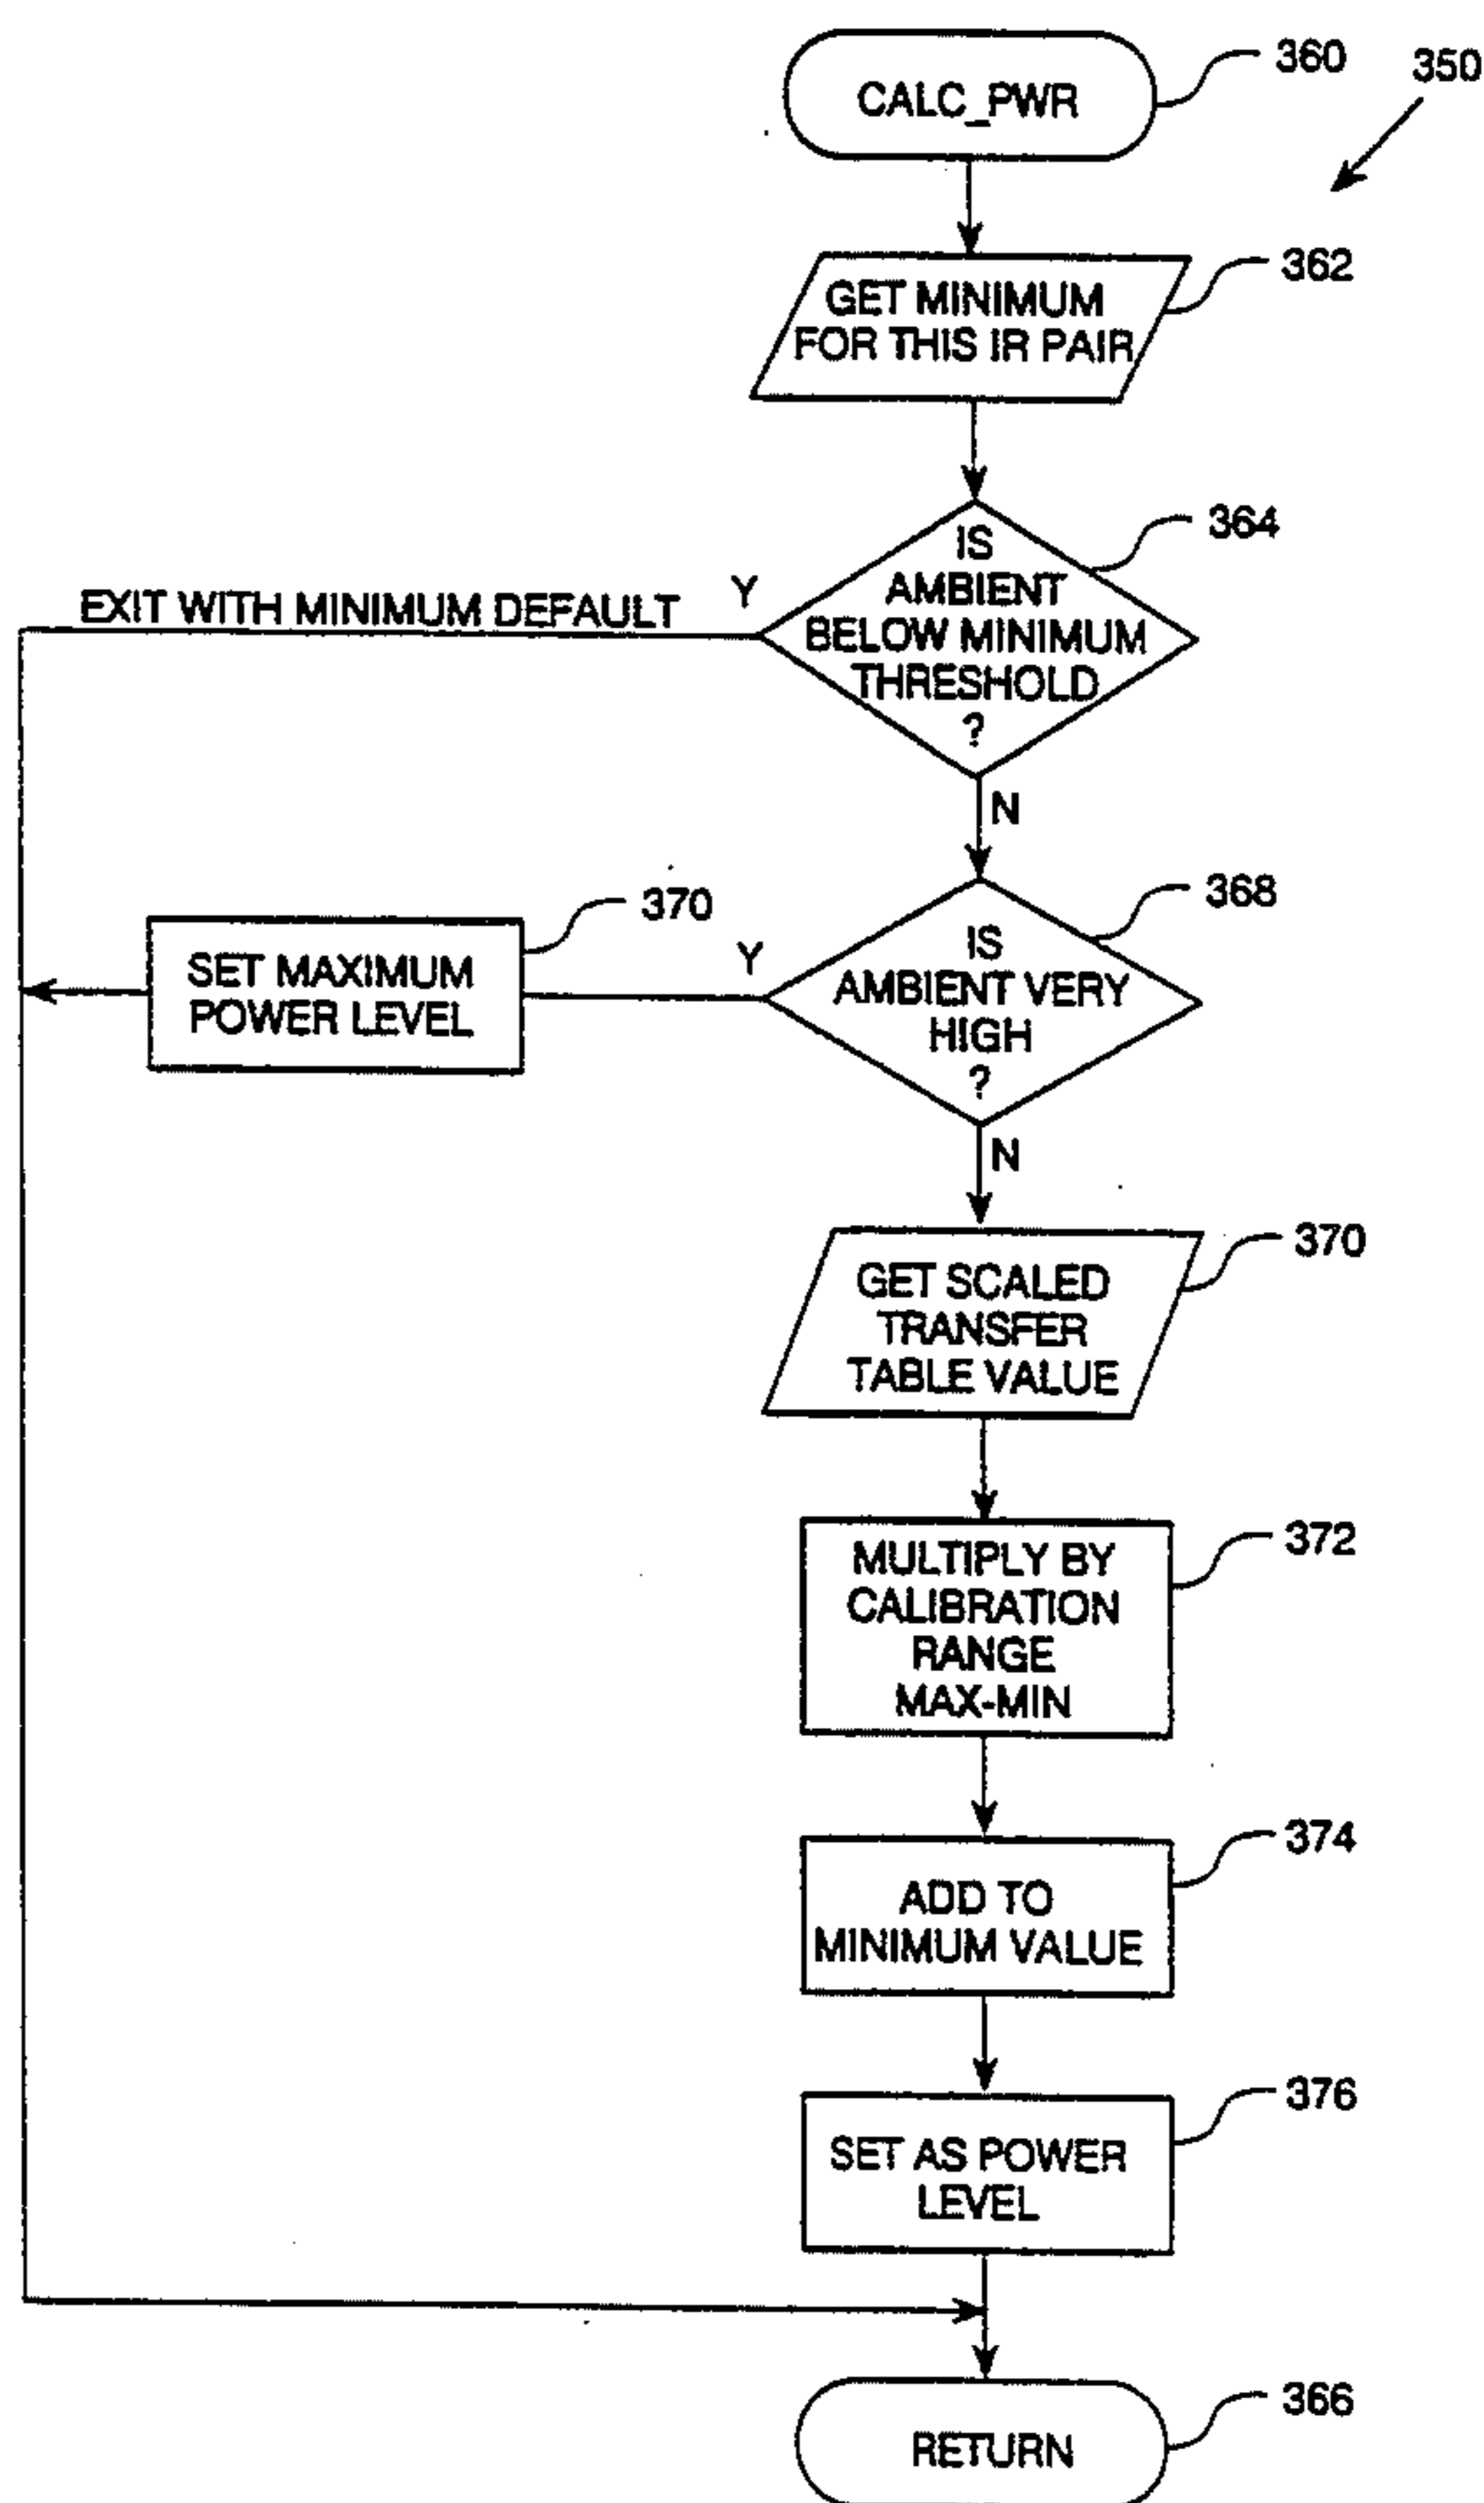 CALC_PWR
360
350
GET MINIMUM
FOR THIS IR PAIR
362
IS
AMBIENT
BELOW MINIMUM
THRESHOLD
?
364
Y
EXIT WITH MINIMUM DEFAULT
N
IS
AMBIENT VERY
HIGH
?
368
Y
SET MAXIMUM
POWER LEVEL
370
N
GET SCALED
TRANSFER
TABLE VALUE
370
MULTIPLY BY
CALIBRATION
RANGE
MAX-MIN
372
ADD TO
MINIMUM VALUE
374
SET AS POWER
LEVEL
376
RETURN
366